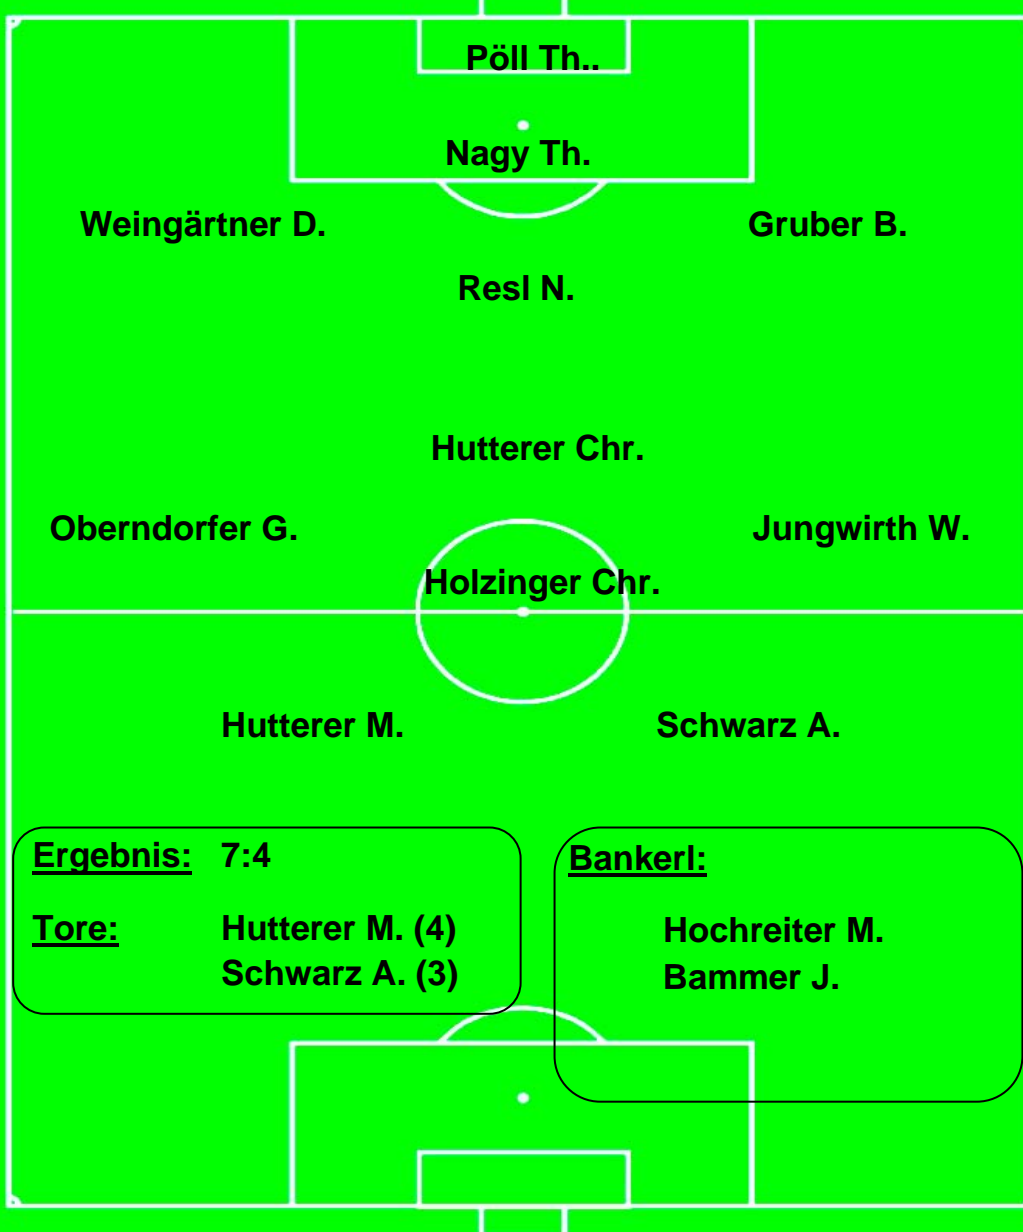 Pöll Th..
Nagy Th.
Weingärtner D. Gruber B.
Resl N.
Hutterer Chr.
Oberndorfer G. Jungwirth W.
Holzinger Chr.
Hutterer M. Schwarz A.
Ergebnis: 7:4
Tore: Hutterer M. (4)
Schwarz A. (3)
Bankerl:
Hochreiter M.
Bammer J.